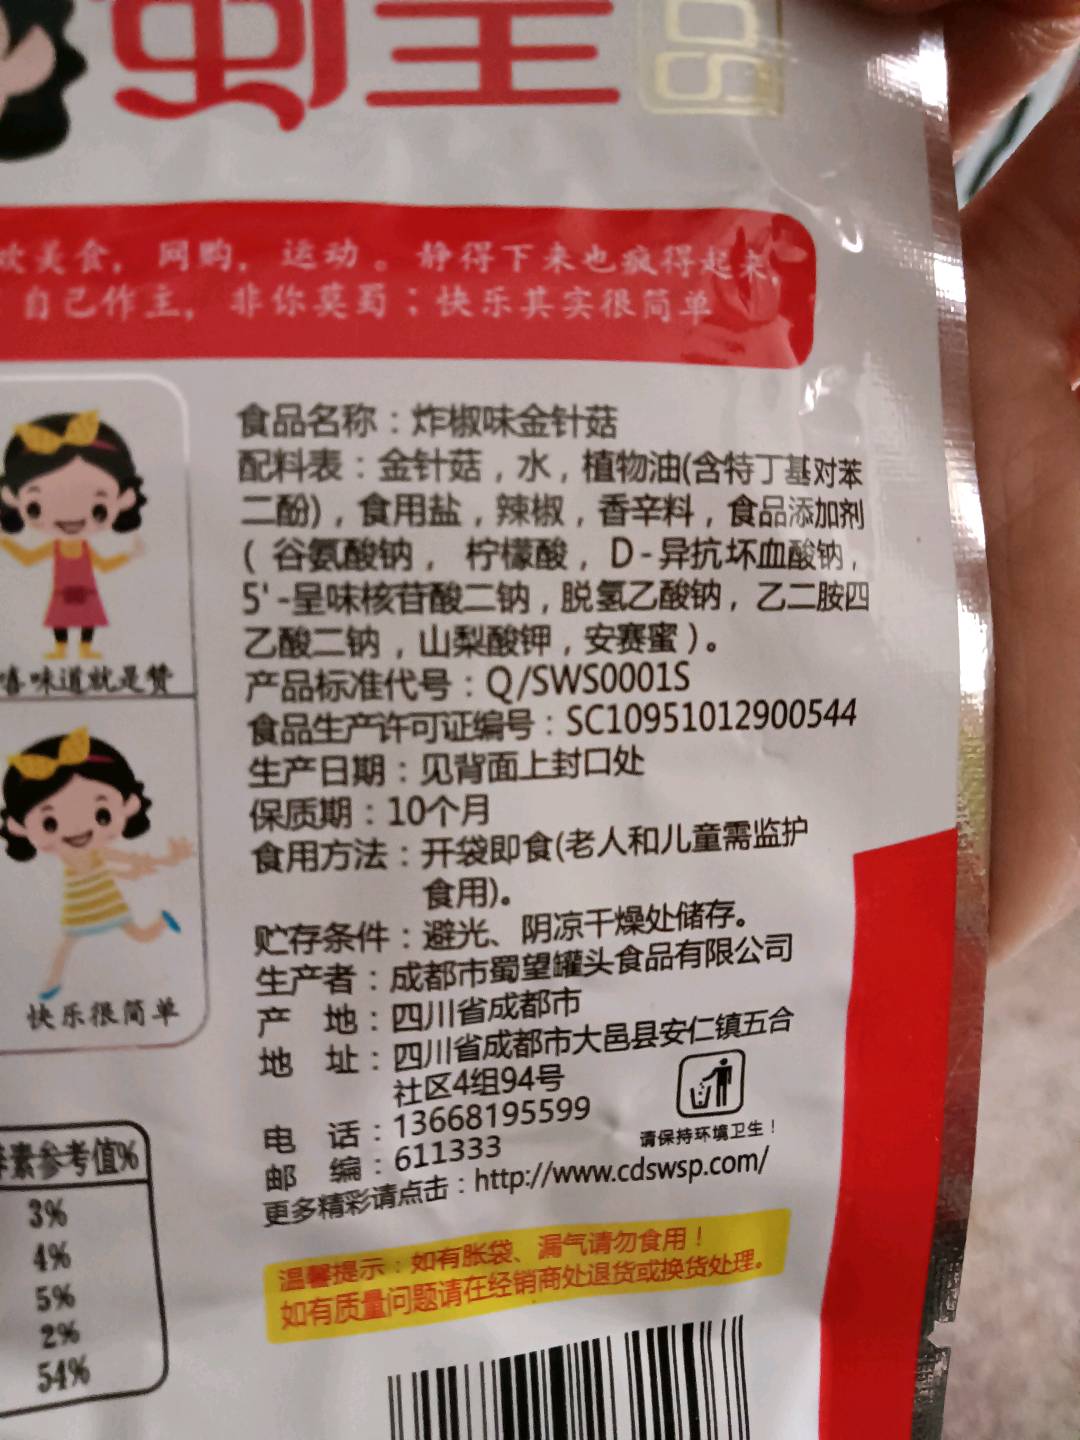 蜀望
欢美食，网购，运动。静得下来也疯得起来，
自己作主，非你莫蜀；快乐其实很简单
食品名称：炸椒味金针菇
配料表：金针菇，水，植物油(含特丁基对苯
二酚)，食用盐，辣椒，香辛料，食品添加剂
(谷氨酸钠，柠檬酸，D-异抗坏血酸钠，
5'-呈味核苷酸二钠，脱氢乙酸钠，乙二胺四
乙酸二钠，山梨酸钾，安赛蜜)。
产品标准代号：Q/SWS0001S
食品生产许可证编号：SC10951012900544
生产日期：见背面上封口处
保质期：10个月
食用方法：开袋即食(老人和儿童需监护
食用)。
贮存条件：避光、阴凉干燥处储存。
生产者：成都市蜀望罐头食品有限公司
产 地：四川省成都市
地 址：四川省成都市大邑县安仁镇五合
社区4组94号
电 话：13668195599
邮 编：611333
请保持环境卫生！
更多精彩请点击：http://www.cdswsp.com/
温馨提示：如有胀袋、漏气请勿食用！
如有质量问题请在经销商处退货或换货处理。
味道就是赞
快乐很简单
素参考值%
3%
4%
5%
2%
54%